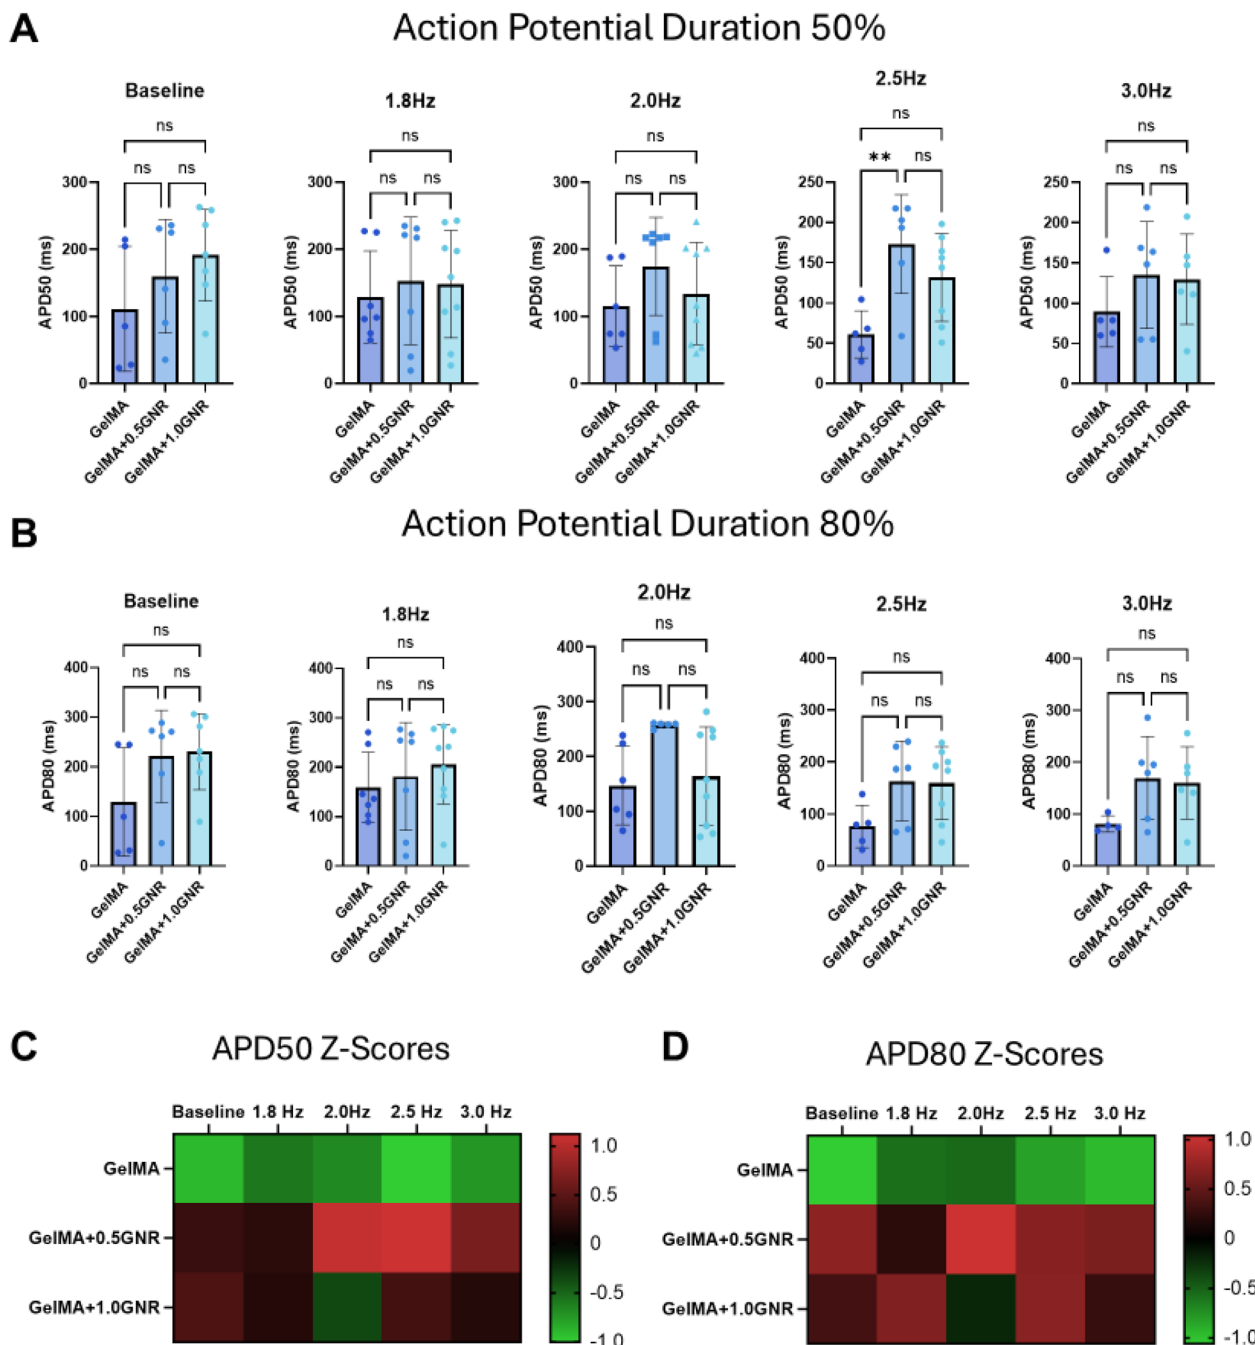 A
Action Potential Duration 50%
Baseline
ns
ns ns
300
200
100
0
APD50 (ms)
GelMA
GelMA+0.5GNR
GelMA+1.0GNR
1.8Hz
ns
ns ns
300
200
100
0
APD50 (ms)
GelMA
GelMA+0.5GNR
GelMA+1.0GNR
2.0Hz
ns
ns ns
300
200
100
0
APD50 (ms)
GelMA
GelMA+0.5GNR
GelMA+1.0GNR
2.5Hz
ns
** ns
250
200
150
100
50
0
APD50 (ms)
GelMA
GelMA+0.5GNR
GelMA+1.0GNR
3.0Hz
ns
ns ns
250
200
150
100
50
0
APD50 (ms)
GelMA
GelMA+0.5GNR
GelMA+1.0GNR
B
Action Potential Duration 80%
Baseline
ns
ns ns
400
300
200
100
0
APD80 (ms)
GelMA
GelMA+0.5GNR
GelMA+1.0GNR
1.8Hz
ns
ns ns
400
300
200
100
0
APD80 (ms)
GelMA
GelMA+0.5GNR
GelMA+1.0GNR
2.0Hz
ns
ns ns
400
300
200
100
0
APD80 (ms)
GelMA
GelMA+0.5GNR
GelMA+1.0GNR
2.5Hz
ns
ns ns
400
300
200
100
0
APD80 (ms)
GelMA
GelMA+0.5GNR
GelMA+1.0GNR
3.0Hz
ns
ns ns
400
300
200
100
0
APD80 (ms)
GelMA
GelMA+0.5GNR
GelMA+1.0GNR
C
APD50 Z-Scores
Baseline 1.8 Hz 2.0Hz 2.5 Hz 3.0 Hz
GelMA
GelMA+0.5GNR
GelMA+1.0GNR
1.0
0.5
0
-0.5
-1.0
D
APD80 Z-Scores
Baseline 1.8 Hz 2.0Hz 2.5 Hz 3.0 Hz
GelMA
GelMA+0.5GNR
GelMA+1.0GNR
1.0
0.5
0
-0.5
-1.0